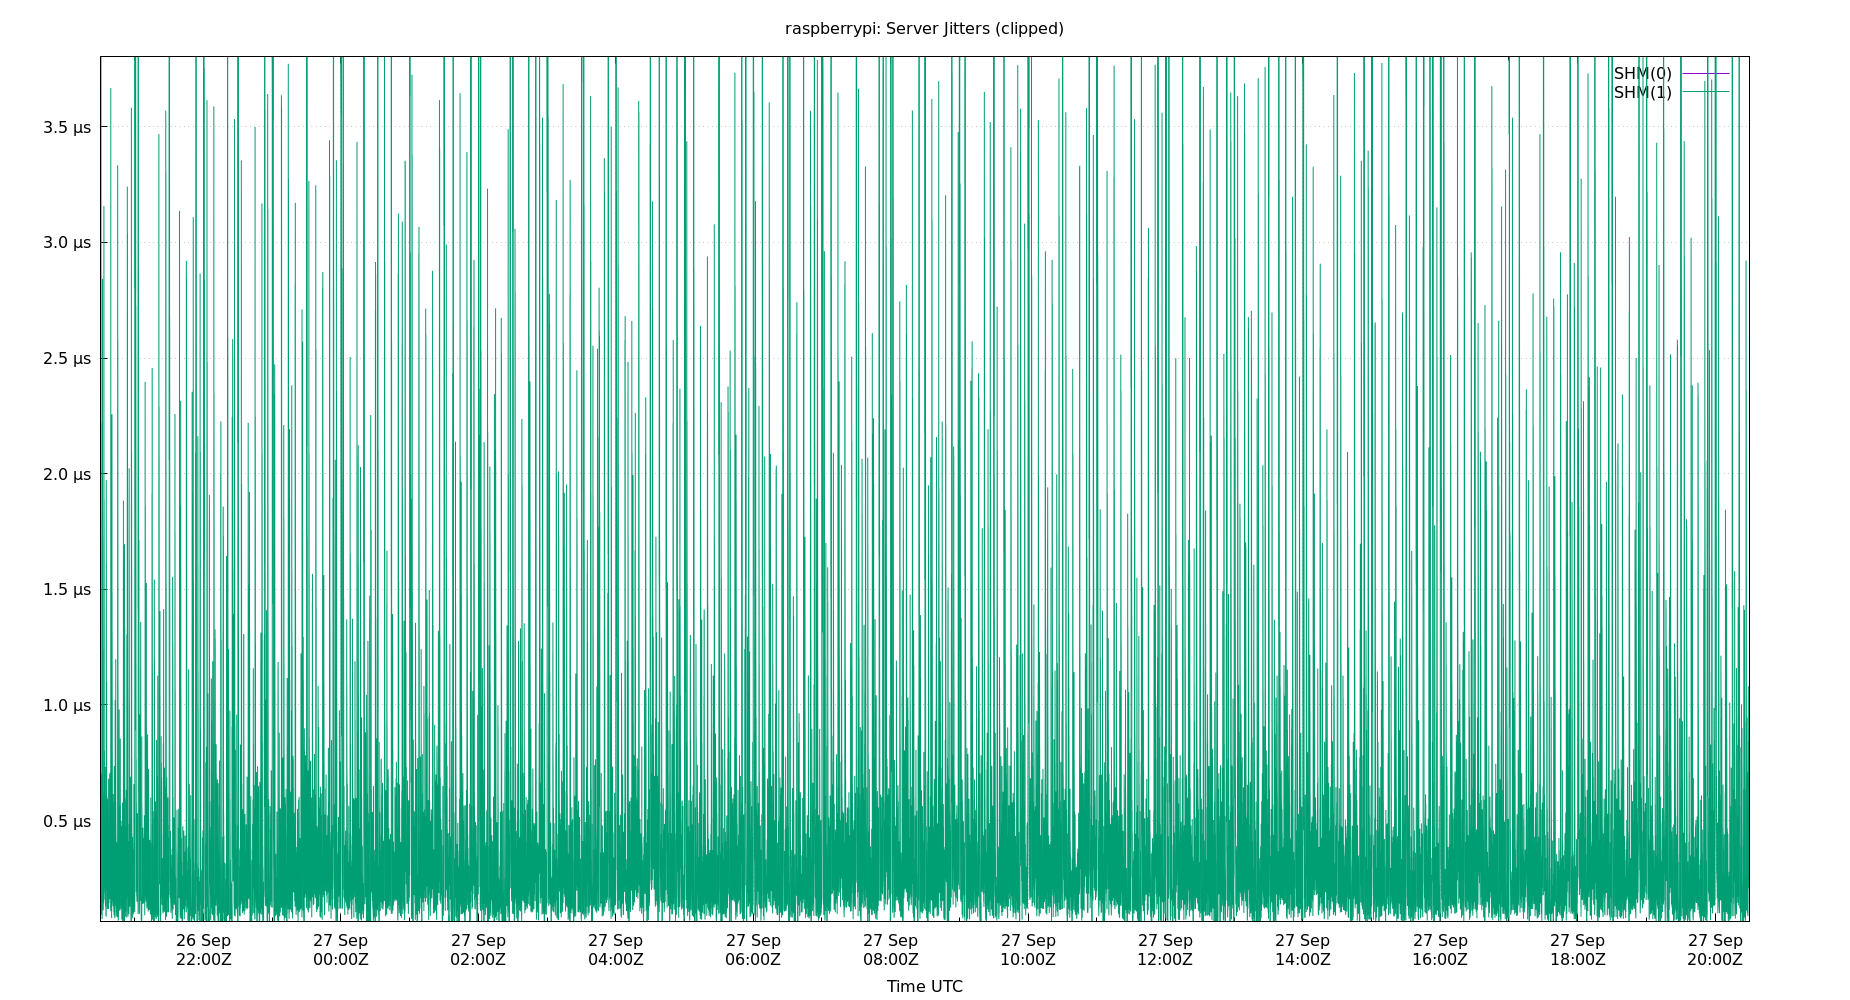 raspberrypi: Server Jitters (clipped)
SHM(0)
SHM(1)
3.5 µs
3.0 µs
2.5 µs
2.0 µs
1.5 µs
1.0 µs
0.5 µs
26 Sep 27 Sep 27 Sep 27 Sep 27 Sep 27 Sep 27 Sep 27 Sep 27 Sep 27 Sep 27 Sep 27 Sep
22:00Z 00:00Z 02:00Z 04:00Z 06:00Z 08:00Z 10:00Z 12:00Z 14:00Z 16:00Z 18:00Z 20:00Z
Time UTC